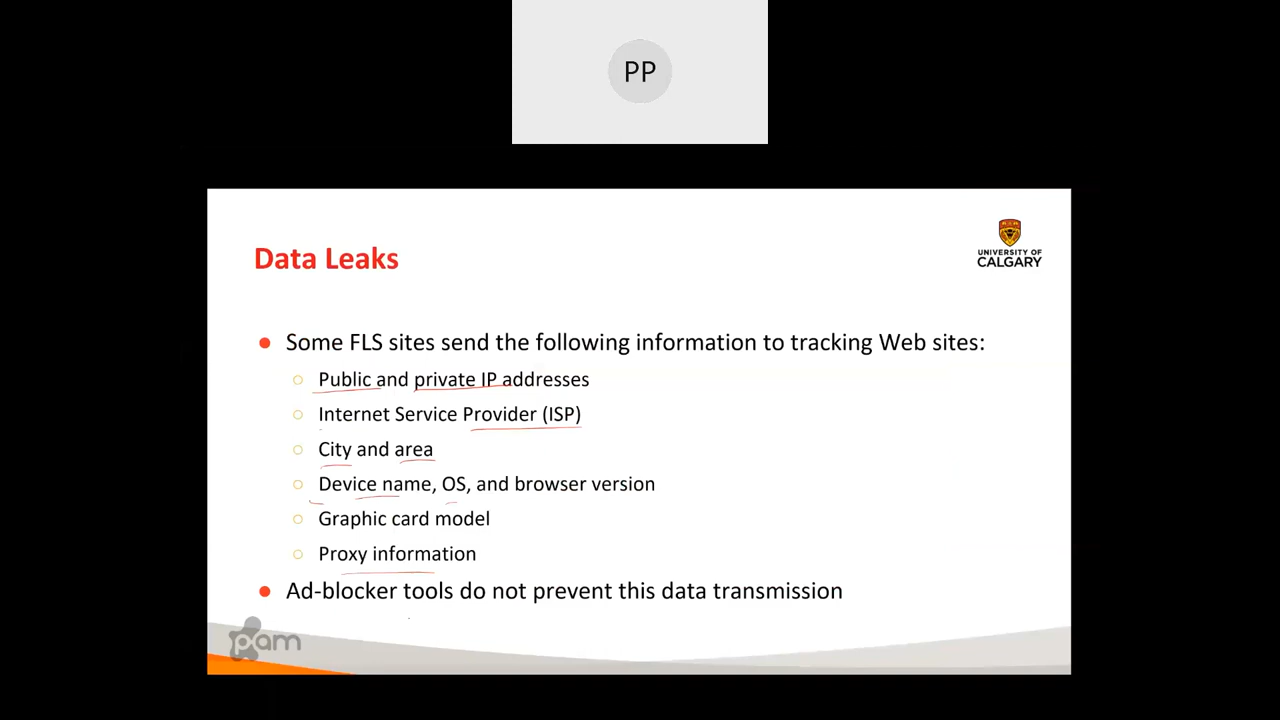 PP
Data Leaks
UNIVERSITY OF
CALGARY
Some FLS sites send the following information to tracking Web sites:
Public and private IP addresses
Internet Service Provider (ISP)
City and area
Device name, OS, and browser version
Graphic card model
Proxy information
Ad-blocker tools do not prevent this data transmission
pam